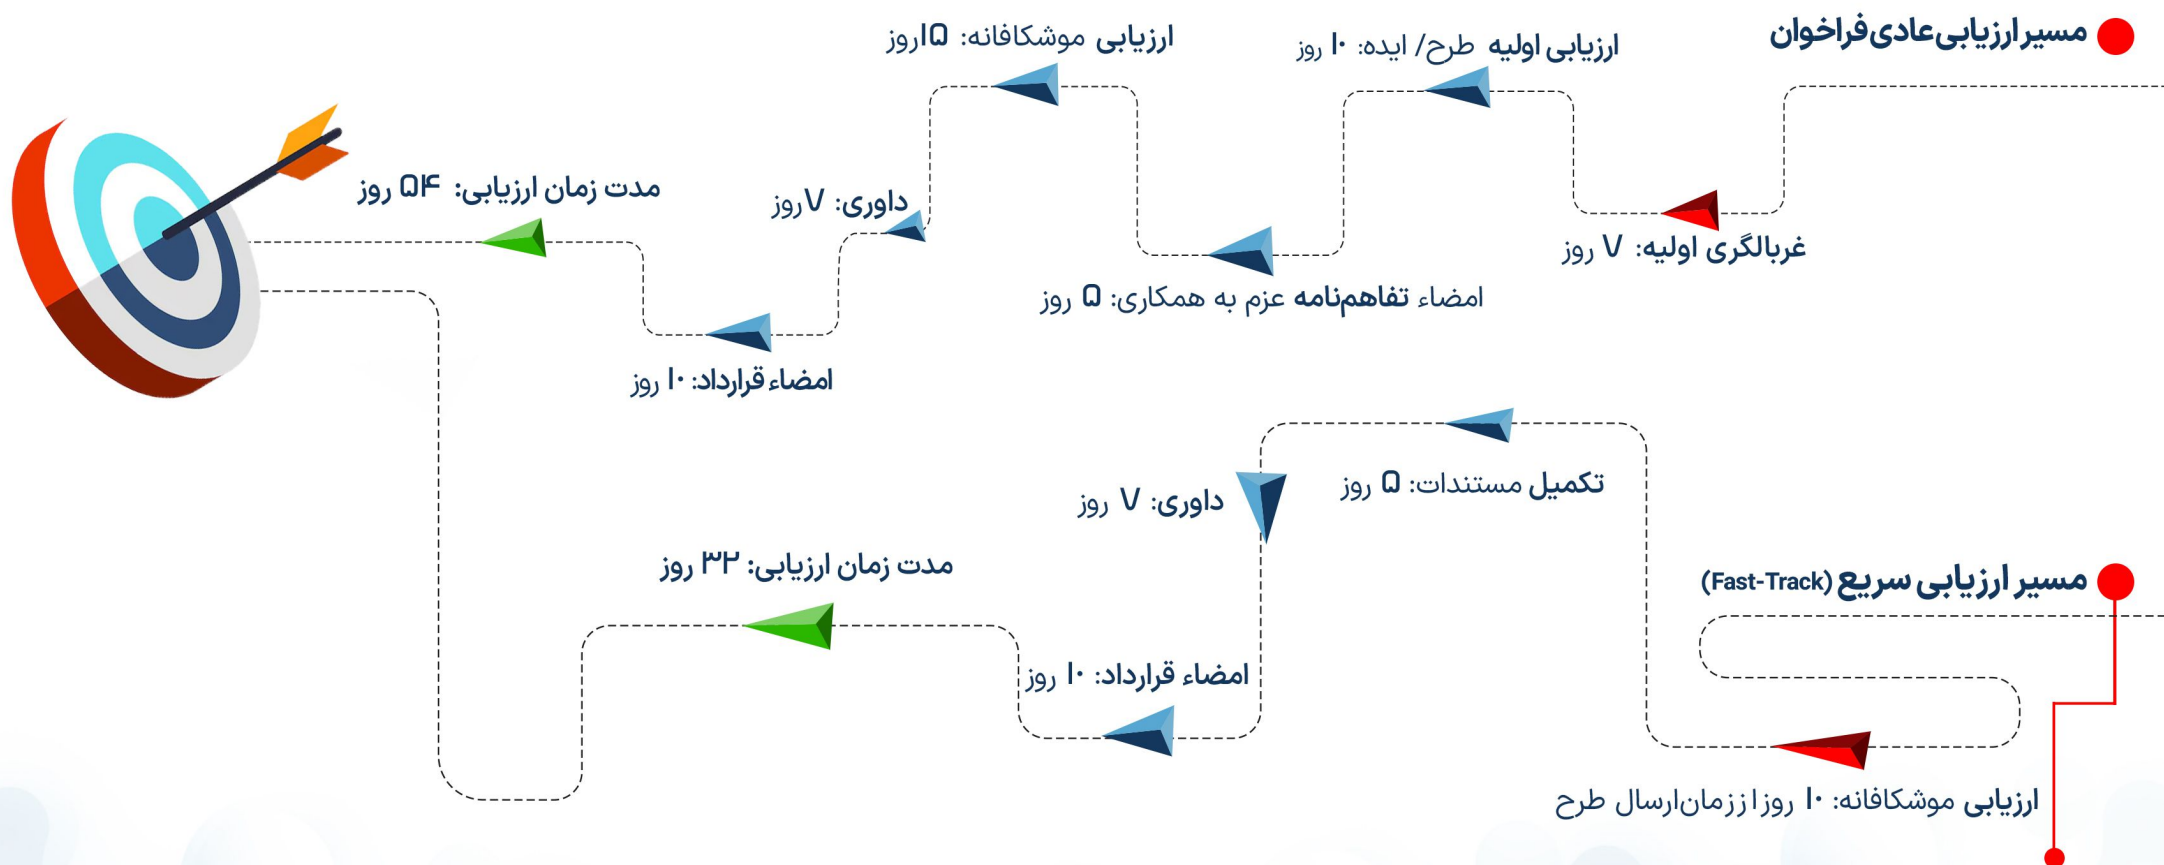 مسیر ارزیابی عادی فراخوان
غربالگری اولیه: ۷ روز
ارزیابی اولیه طرح/ ایده: ۱۰ روز
امضاء تفاهم‌نامه عزم به همکاری: ۵ روز
ارزیابی موشکافانه: ۱۵روز
داوری: ۷روز
امضاء قرارداد: ۱۰ روز
مدت زمان ارزیابی: ۵۴ روز
مسیر ارزیابی سریع (Fast-Track)
ارزیابی موشکافانه: ۱۰ روز از زمان ارسال طرح
تکمیل مستندات: ۵ روز
داوری: ۷ روز
امضاء قرارداد: ۱۰ روز
مدت زمان ارزیابی: ۳۲ روز